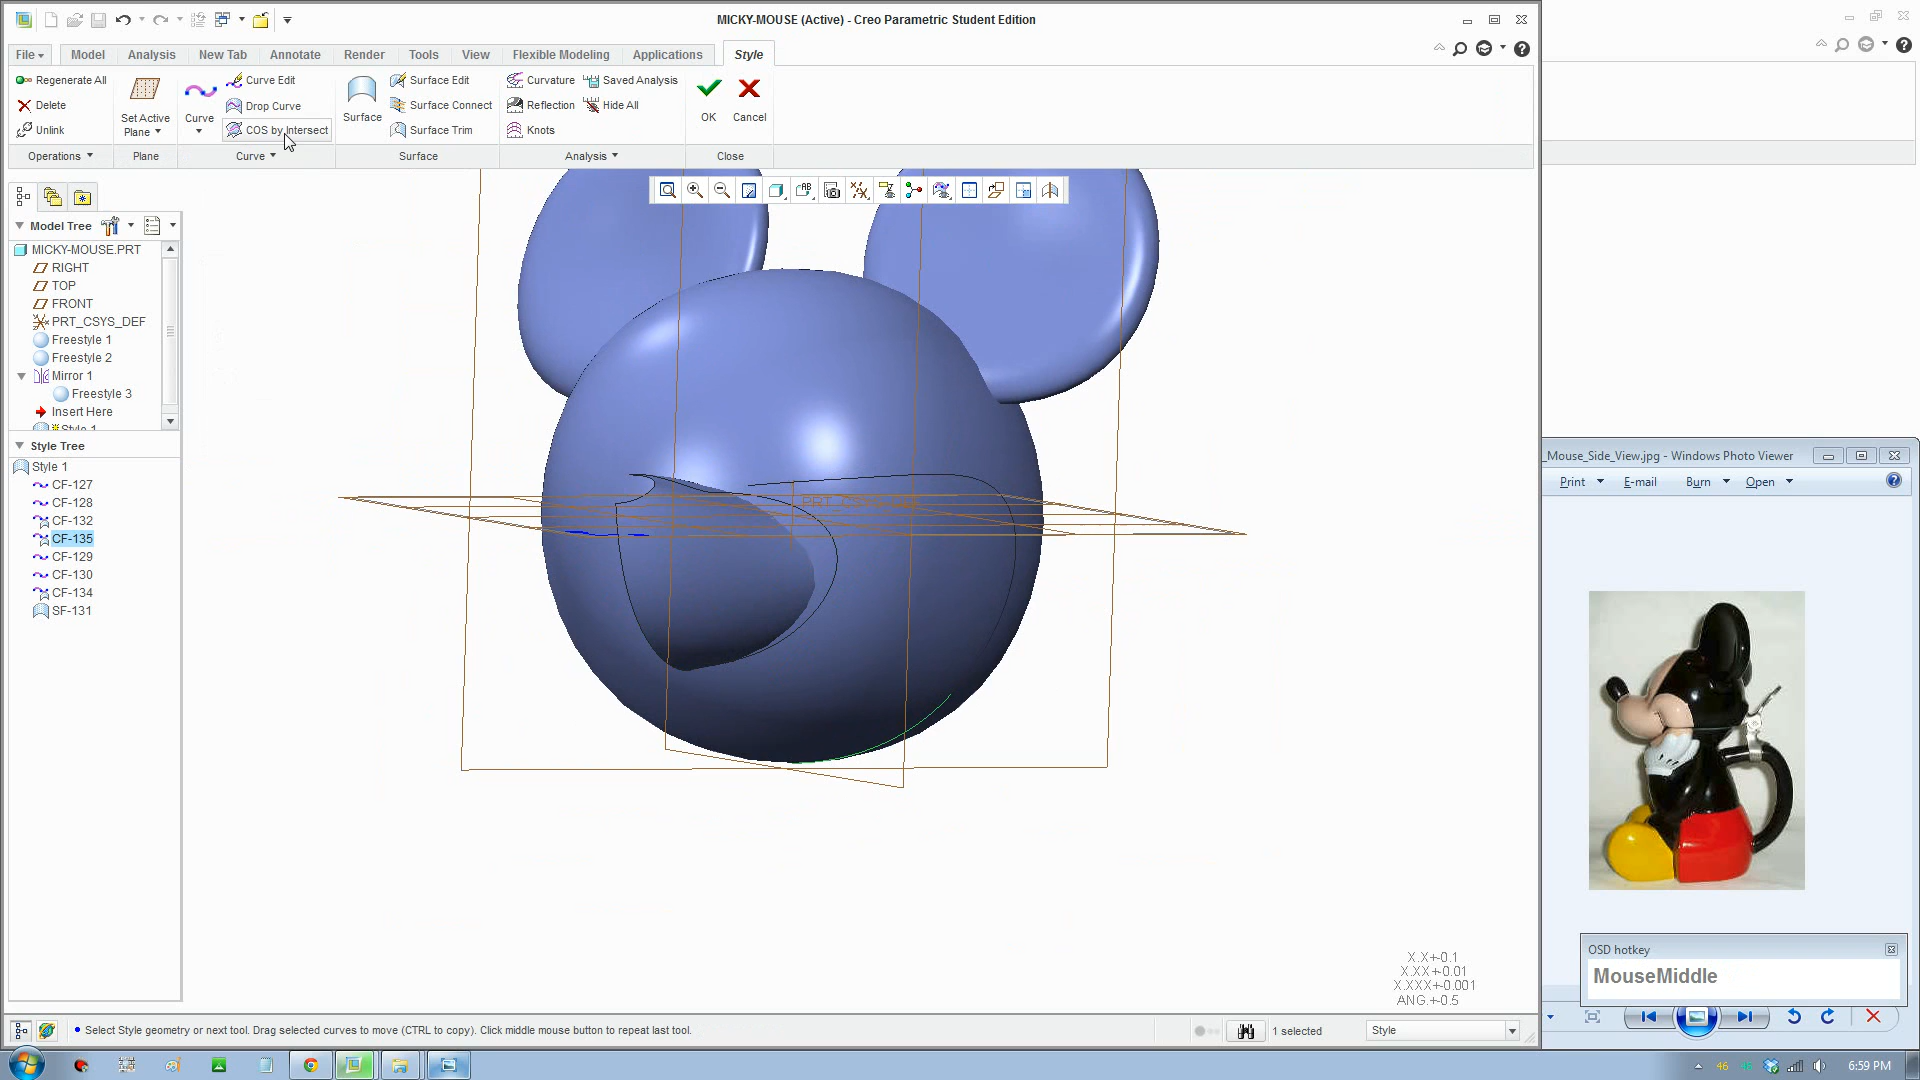 MICKY-MOUSE (Active) - Creo Parametric Student Edition
File Model Analysis New Tab Annotate Render Tools View Flexible Modeling Applications Style
Regenerate All
Delete
Unlink
Operations
Set Active
Plane
Plane
Curve
Curve Edit
Drop Curve
COS by Intersect
Curve
Surface
Surface Edit
Surface Connect
Surface Trim
Surface
Curvature
Reflection
Knots
Saved Analysis
Hide All
Analysis
OK
Cancel
Close
Model Tree
MICKY-MOUSE.PRT
RIGHT
TOP
FRONT
PRT_CSYS_DEF
Freestyle 1
Freestyle 2
Mirror 1
Freestyle 3
Insert Here
Style 1
Style Tree
Style 1
CF-127
CF-128
CF-132
CF-135
CF-129
CF-130
CF-134
SF-131
X.X+-0.1
X.XX+-0.01
X.XXX+-0.001
ANG.+-0.5
_Mouse_Side_View.jpg - Windows Photo Viewer
Print E-mail Burn Open
OSD hotkey
MouseMiddle
Select Style geometry or next tool. Drag selected curves to move (CTRL to copy). Click middle mouse button to repeat last tool.
1 selected
Style
46
6:59 PM